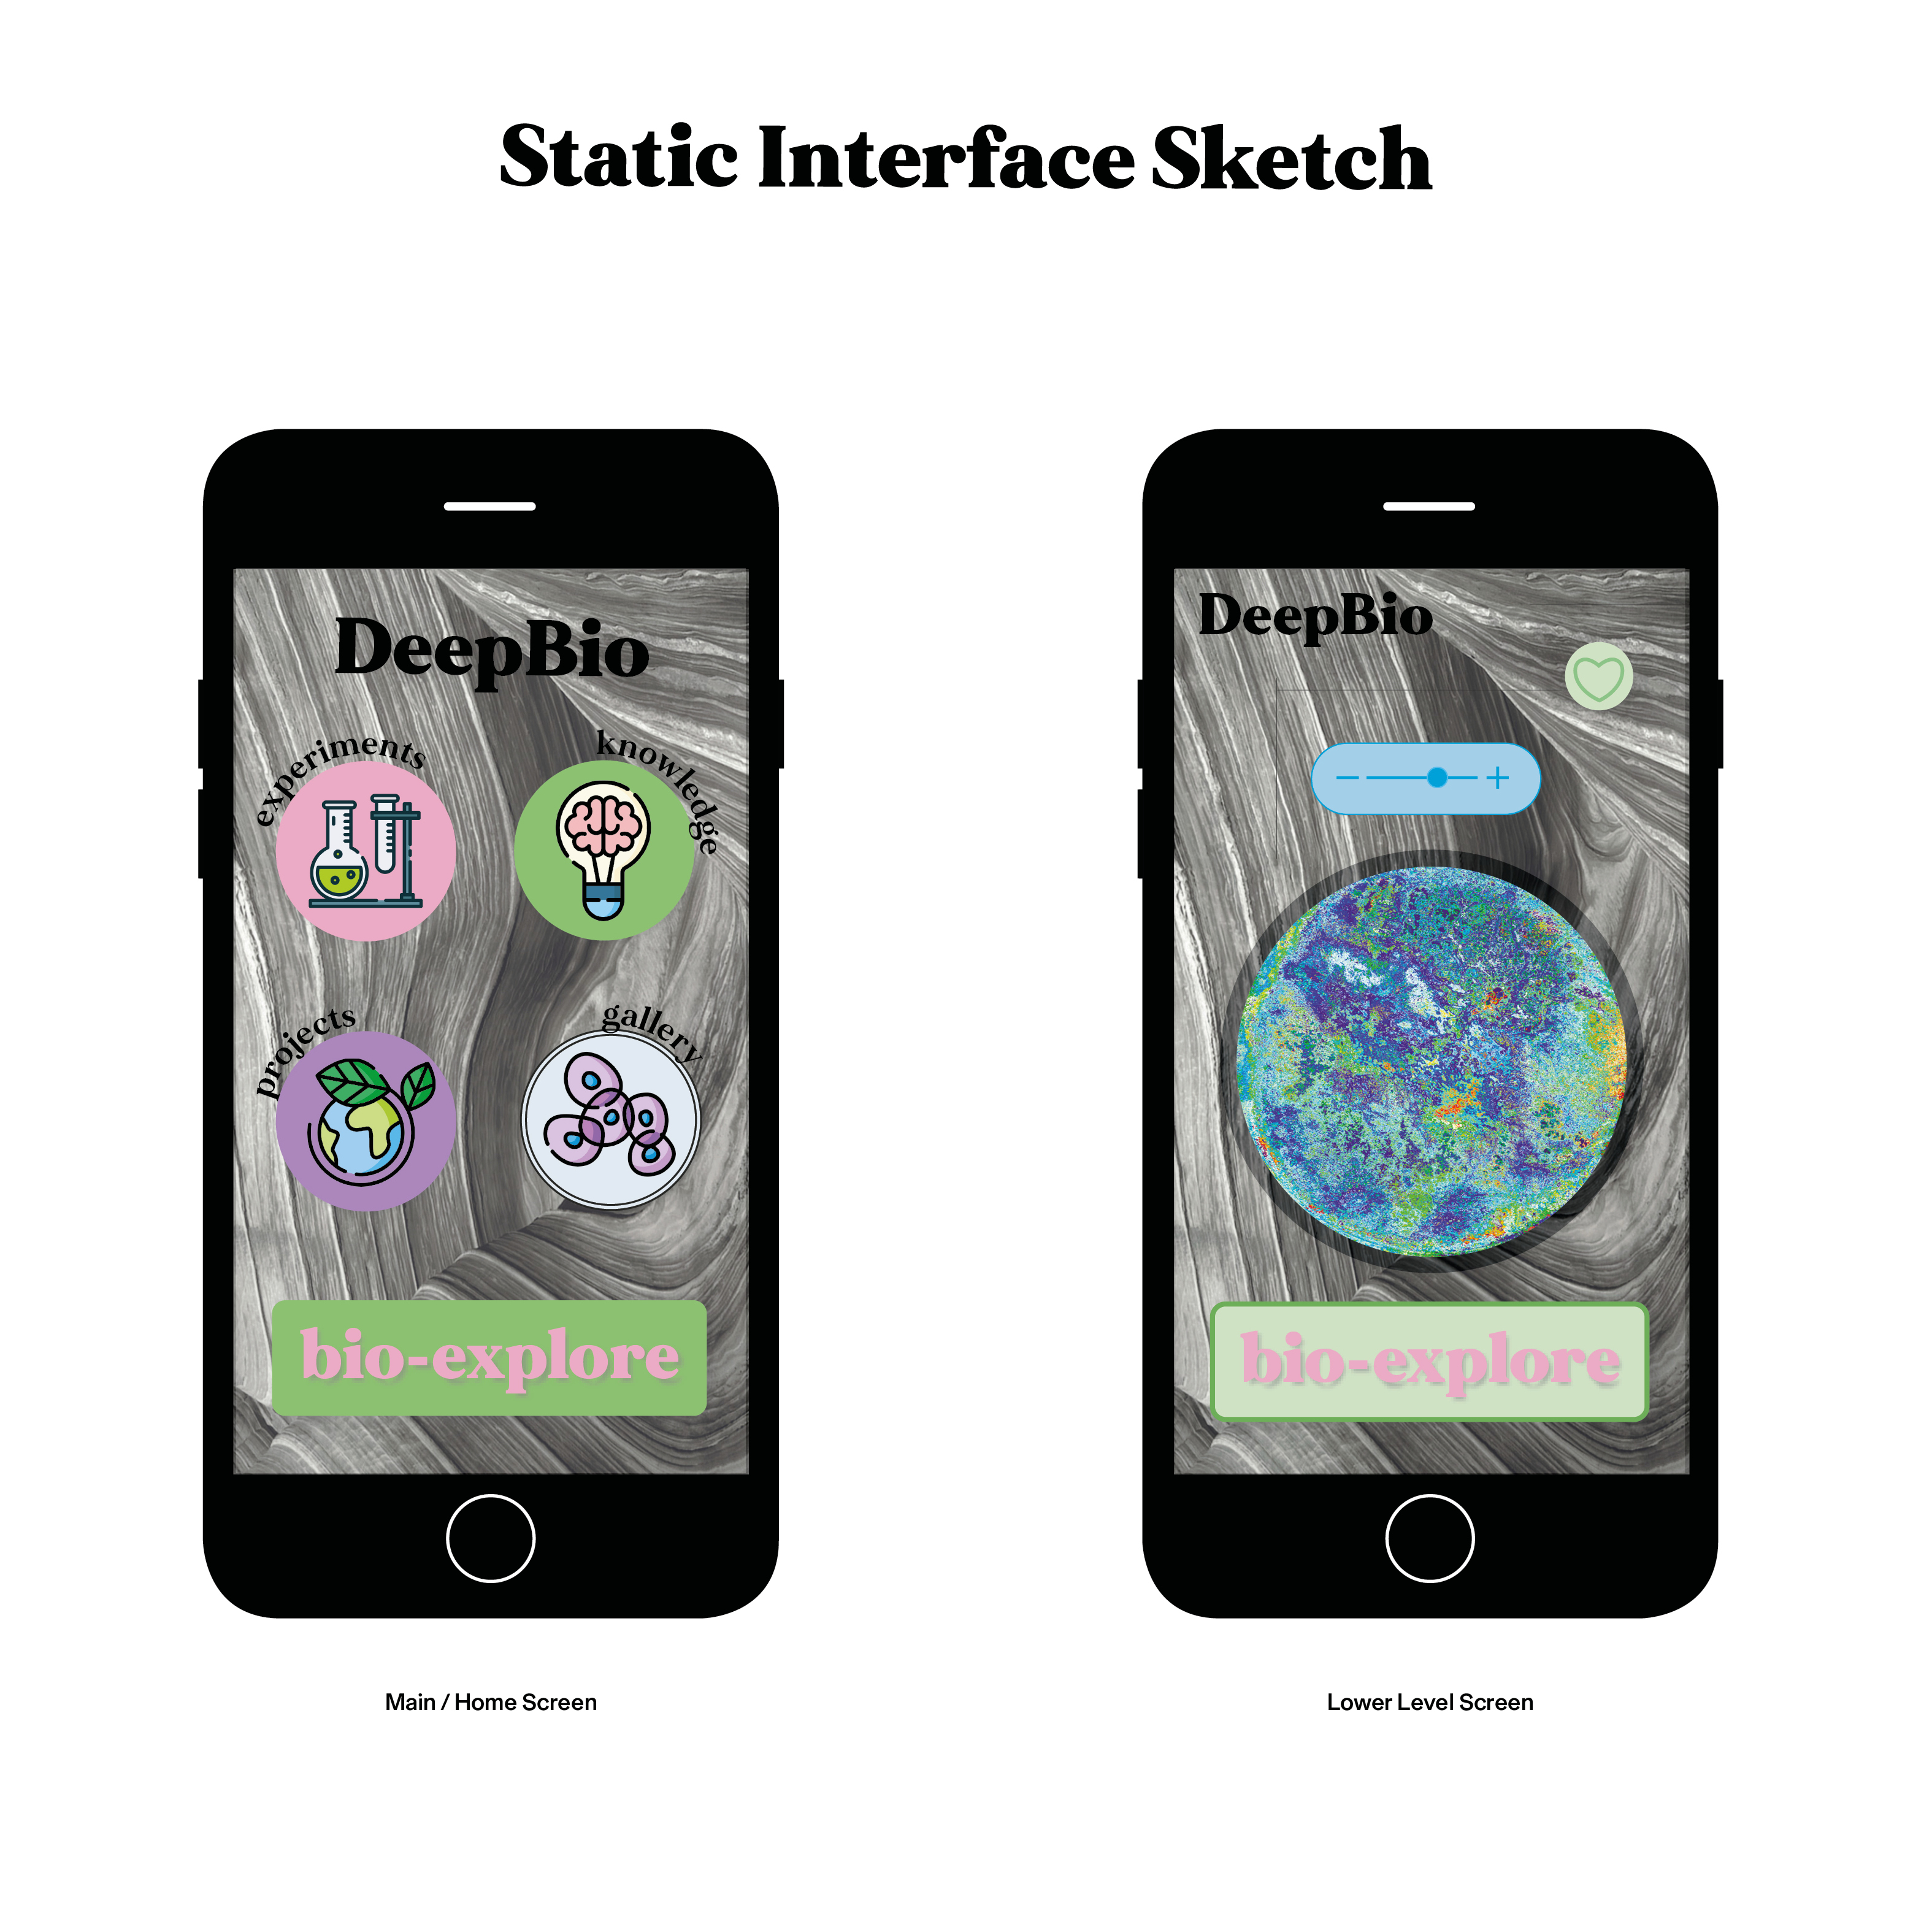 Static Interface Sketch
DeepBio
experiments
knowledge
projects
gallery
bio-explore
Main / Home Screen
DeepBio
bio-explore
Lower Level Screen